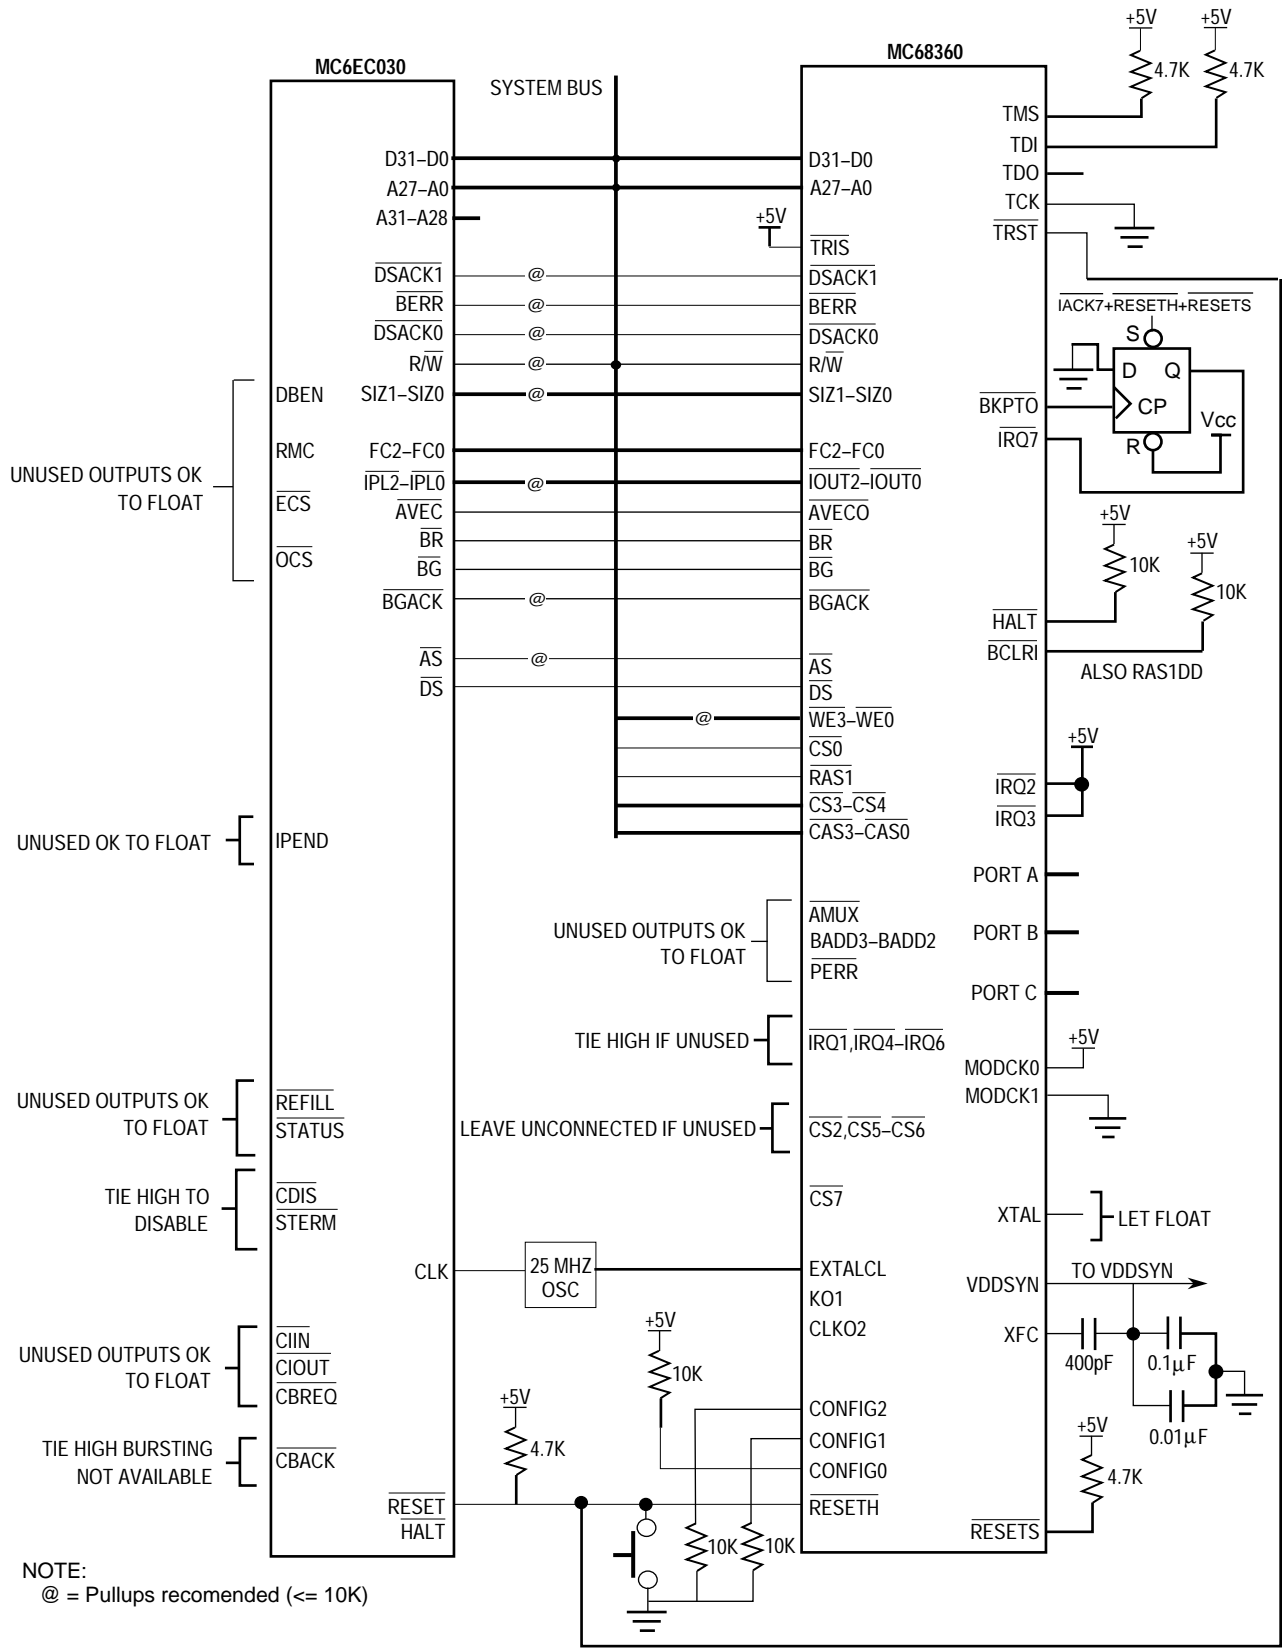 +5V
+5V
MC6EC030
MC68360
SYSTEM BUS
4.7K
4.7K
TMS
TDI
TDO
TCK
TRST
D31–D0
A27–A0
A31–A28
DSACK1
BERR
DSACK0
R/W
SIZ1–SIZ0
FC2–FC0
IPL2–IPL0
AVEC
BR
BG
BGACK
AS
DS
@
@
@
@
@
@
@
@
@
+5V
D31–D0
A27–A0
TRIS
DSACK1
BERR
DSACK0
R/W
SIZ1–SIZ0
FC2–FC0
IOUT2–IOUT0
AVECO
BR
BG
BGACK
AS
DS
WE3–WE0
CS0
RAS1
CS3–CS4
CAS3–CAS0
IACK7+RESETH+RESETS
S
D
Q
CP
R
Vcc
BKPTO
IRQ7
DBEN
RMC
ECS
OCS
UNUSED OUTPUTS OK
TO FLOAT
+5V
10K
+5V
10K
HALT
BCLRI
ALSO RAS1DD
+5V
IRQ2
IRQ3
UNUSED OK TO FLOAT
IPEND
PORT A
PORT B
PORT C
UNUSED OUTPUTS OK
TO FLOAT
AMUX
BADD3–BADD2
PERR
TIE HIGH IF UNUSED
IRQ1,IRQ4–IRQ6
+5V
MODCK0
MODCK1
UNUSED OUTPUTS OK
TO FLOAT
REFILL
STATUS
LEAVE UNCONNECTED IF UNUSED
CS2,CS5–CS6
TIE HIGH TO
DISABLE
CDIS
STERM
CS7
XTAL
LET FLOAT
CLK
25 MHZ
OSC
EXTALCL
KO1
CLKO2
VDDSYN
TO VDDSYN
XFC
400pF
0.1µF
0.01µF
UNUSED OUTPUTS OK
TO FLOAT
CIIN
CIOUT
CBREQ
+5V
10K
+5V
4.7K
CONFIG2
CONFIG1
CONFIG0
RESETH
+5V
4.7K
RESETS
TIE HIGH BURSTING
NOT AVAILABLE
CBACK
RESET
HALT
10K
10K
NOTE:
@ = Pullups recomended (<= 10K)